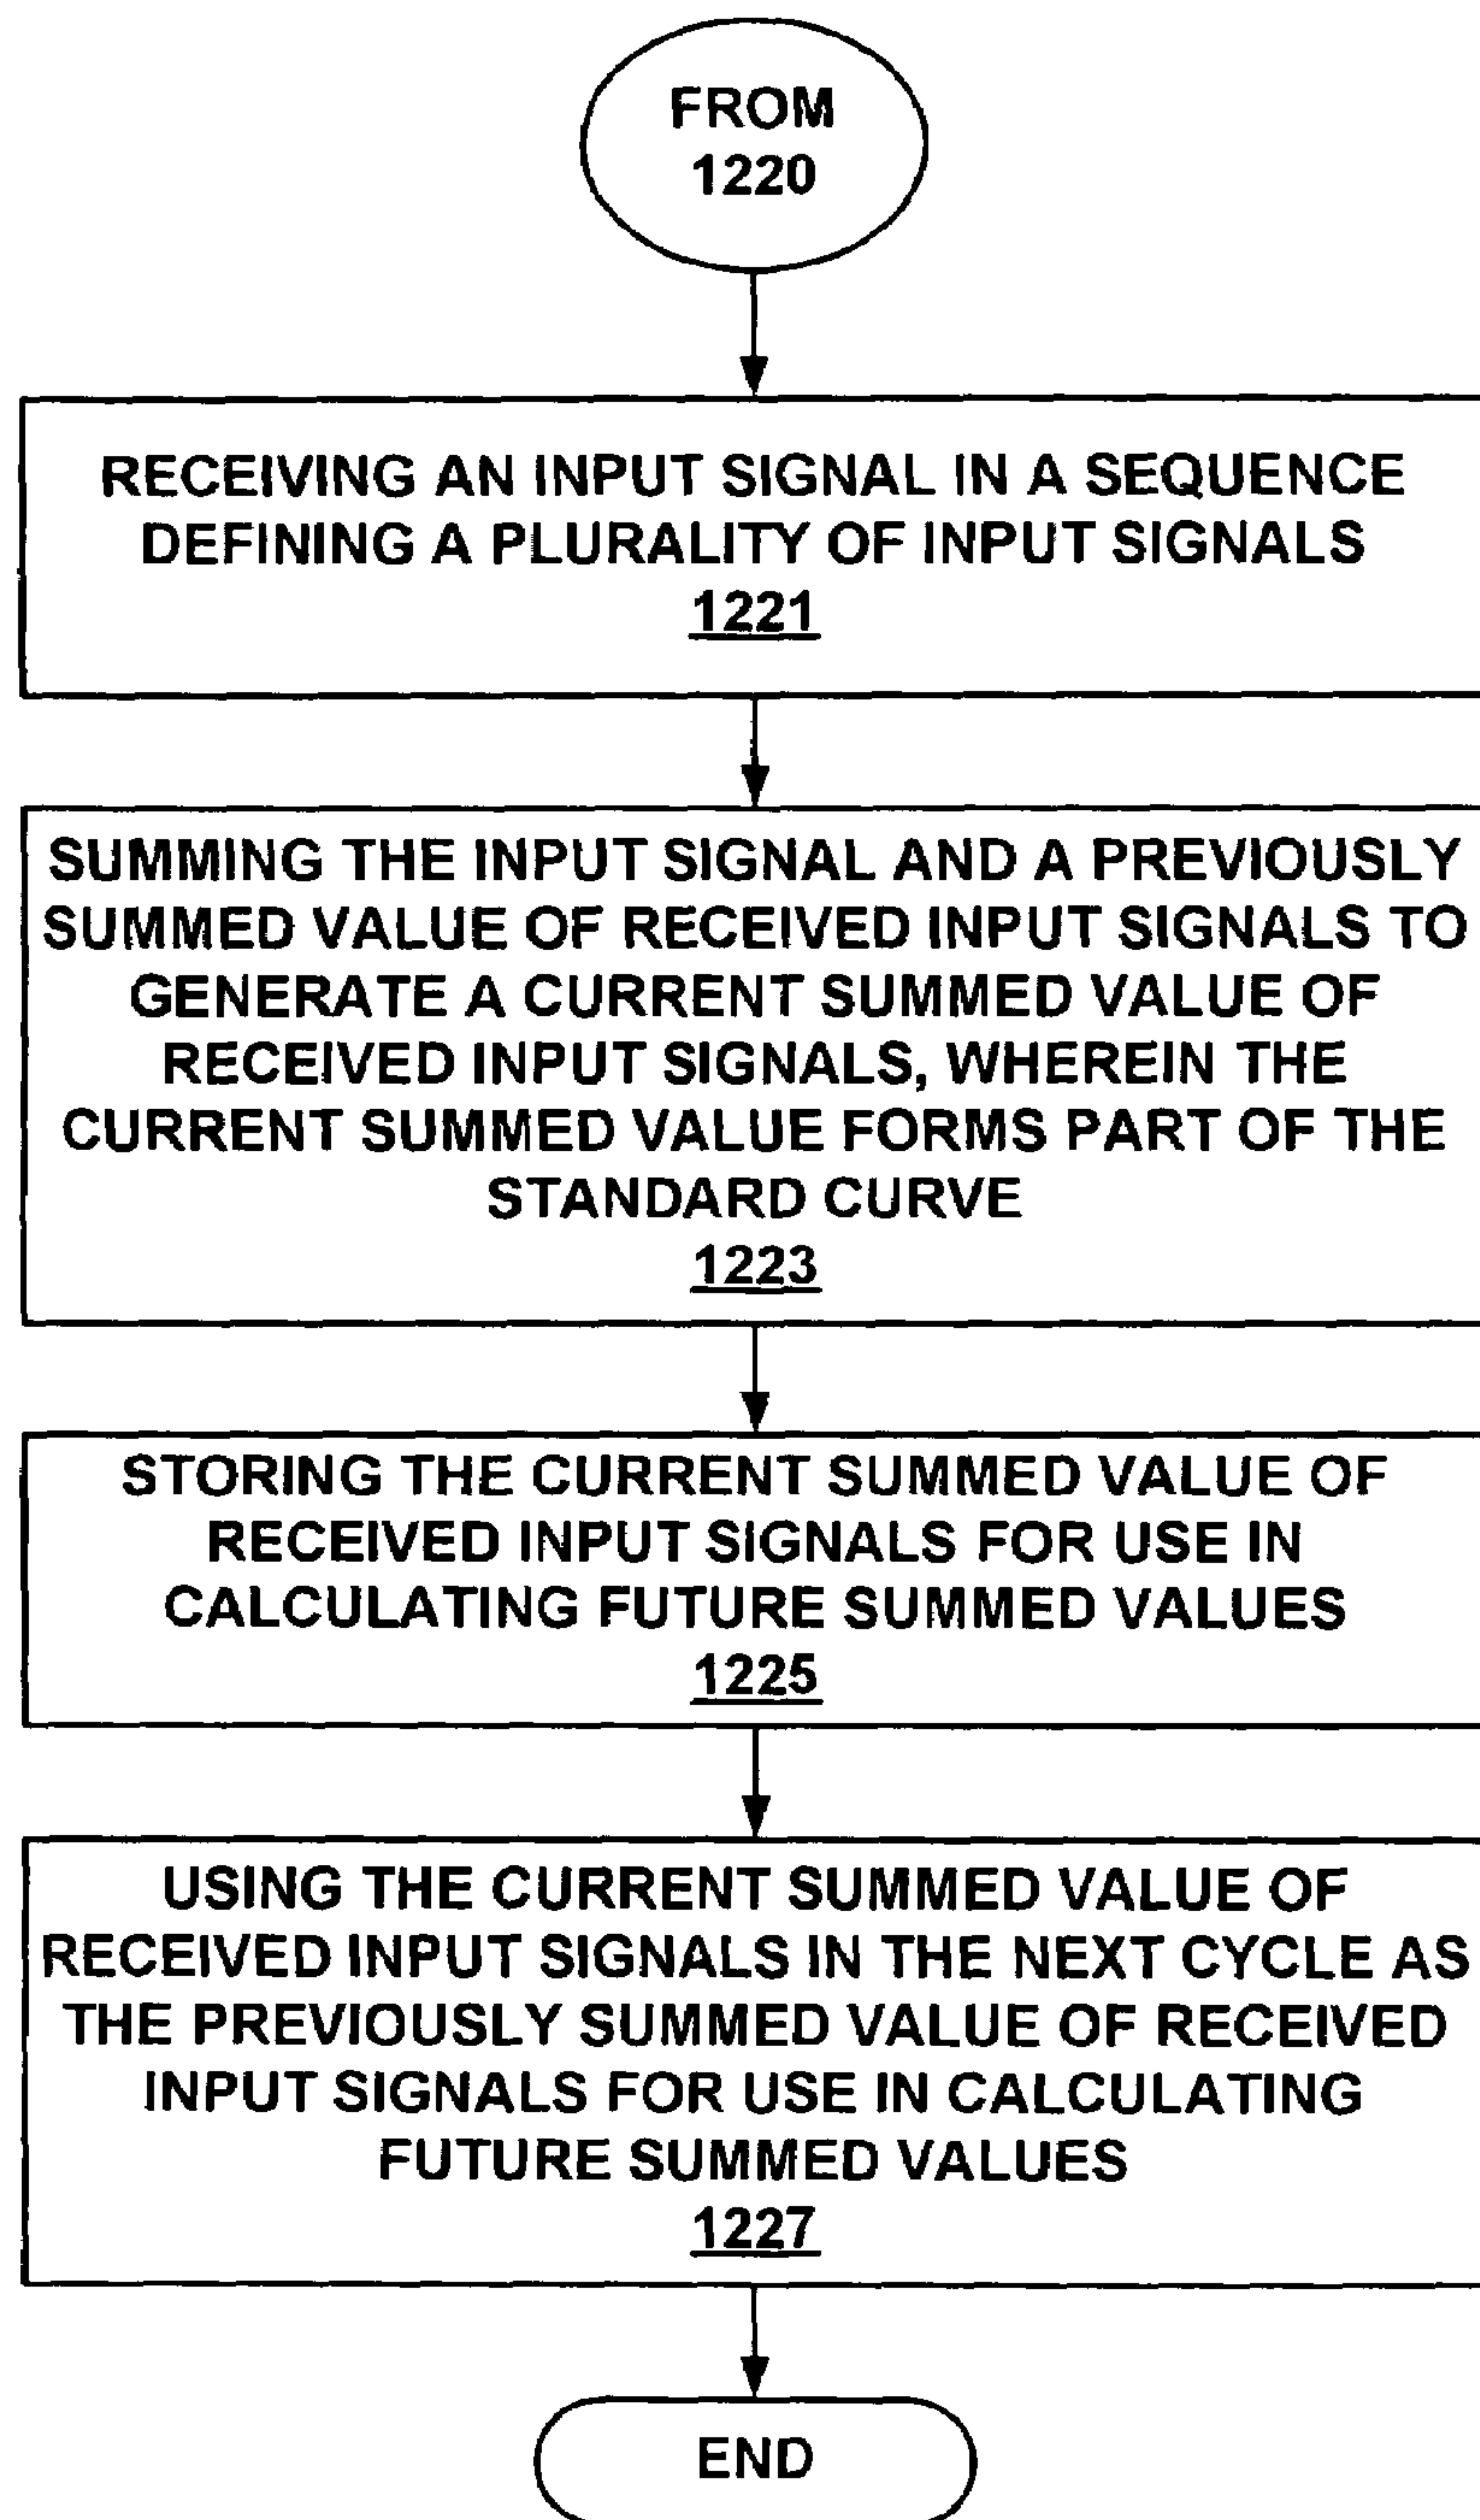 FROM
1220
RECEIVING AN INPUT SIGNAL IN A SEQUENCE
DEFINING A PLURALITY OF INPUT SIGNALS
1221
SUMMING THE INPUT SIGNAL AND A PREVIOUSLY
SUMMED VALUE OF RECEIVED INPUT SIGNALS TO
GENERATE A CURRENT SUMMED VALUE OF
RECEIVED INPUT SIGNALS, WHEREIN THE
CURRENT SUMMED VALUE FORMS PART OF THE
STANDARD CURVE
1223
STORING THE CURRENT SUMMED VALUE OF
RECEIVED INPUT SIGNALS FOR USE IN
CALCULATING FUTURE SUMMED VALUES
1225
USING THE CURRENT SUMMED VALUE OF
RECEIVED INPUT SIGNALS IN THE NEXT CYCLE AS
THE PREVIOUSLY SUMMED VALUE OF RECEIVED
INPUT SIGNALS FOR USE IN CALCULATING
FUTURE SUMMED VALUES
1227
END